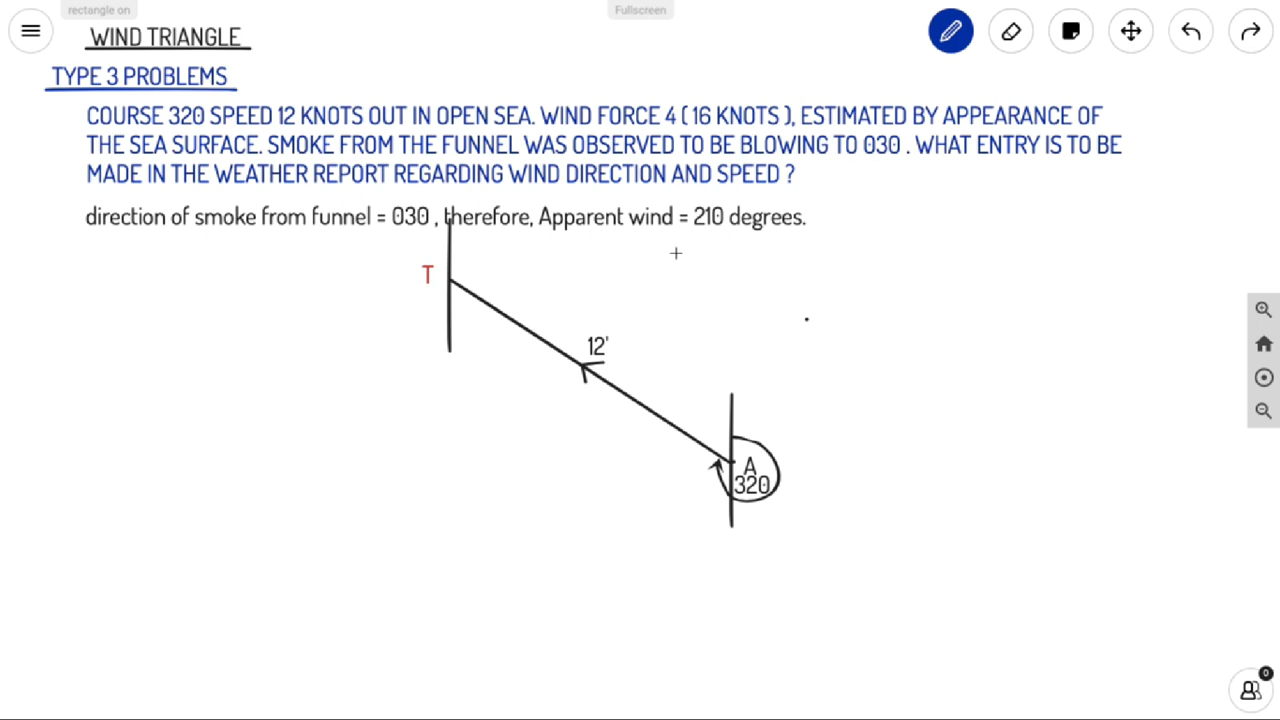 rectangle on
Fullscreen
WIND TRIANGLE
TYPE 3 PROBLEMS
COURSE 320 SPEED 12 KNOTS OUT IN OPEN SEA. WIND FORCE 4 ( 16 KNOTS ), ESTIMATED BY APPEARANCE OF
THE SEA SURFACE. SMOKE FROM THE FUNNEL WAS OBSERVED TO BE BLOWING TO 030 . WHAT ENTRY IS TO BE
MADE IN THE WEATHER REPORT REGARDING WIND DIRECTION AND SPEED ?
direction of smoke from funnel = 030 , therefore, Apparent wind = 210 degrees.
T
12'
A
320
0